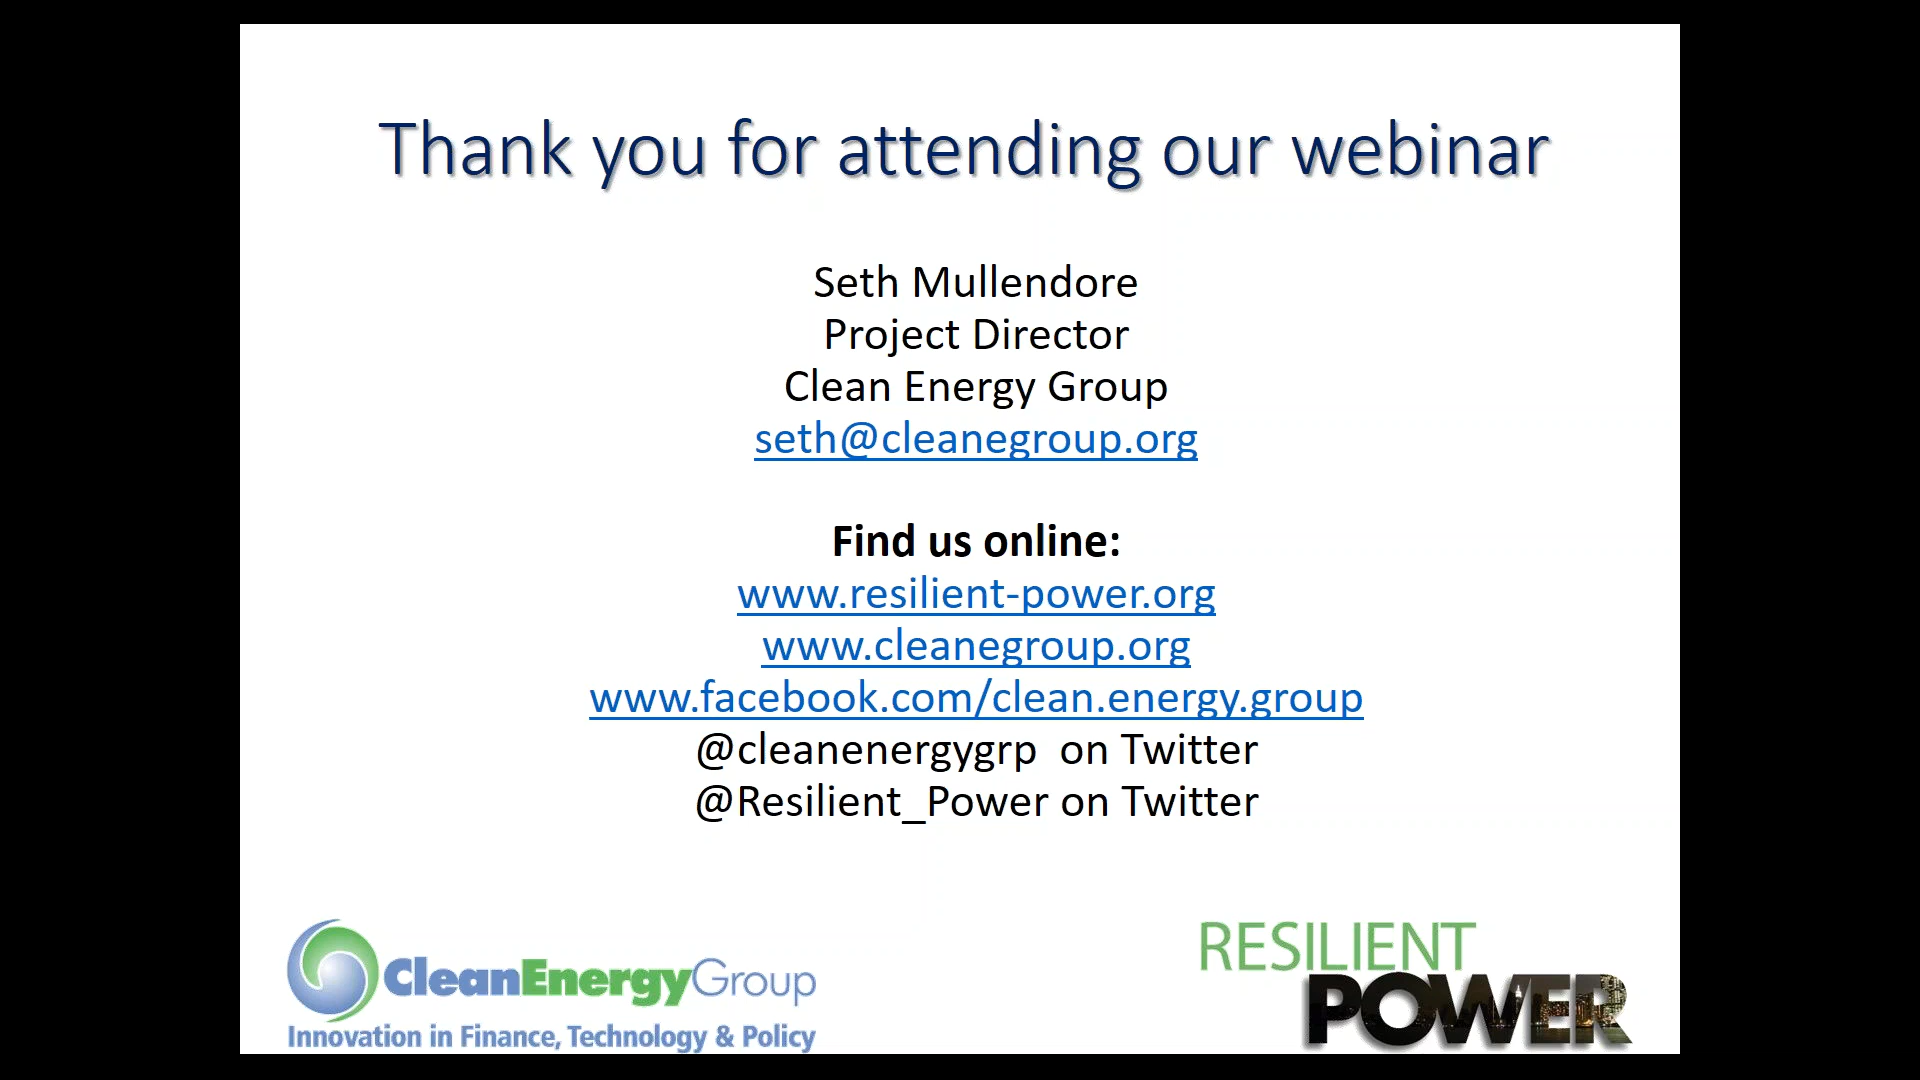 Thank you for attending our webinar
Seth Mullendore
Project Director
Clean Energy Group
seth@cleanegroup.org
Find us online:
www.resilient-power.org
www.cleanegroup.org
www.facebook.com/clean.energy.group
@cleanenergygrp  on Twitter
@Resilient_Power on Twitter
CleanEnergyGroup
Innovation in Finance, Technology & Policy
RESILIENT
POWER